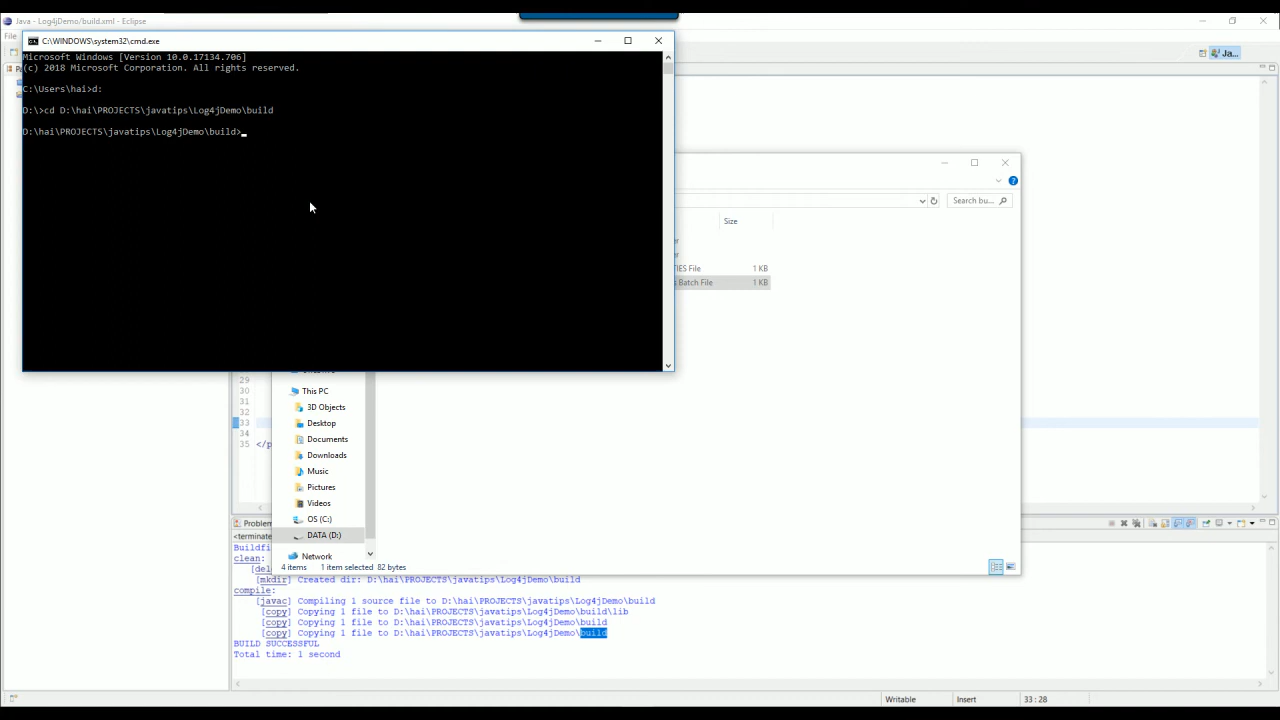 Java - Log4jDemo/build.xml - Eclipse
File
C:\WINDOWS\system32\cmd.exe
Microsoft Windows [Version 10.0.17134.706]
(c) 2018 Microsoft Corporation. All rights reserved.
C:\Users\hai>d:
D:\>cd D:\hai\PROJECTS\javatips\Log4jDemo\build
D:\hai\PROJECTS\javatips\Log4jDemo\build>
Ja...
Search bu...
Size
IES File 1 KB
Batch File 1 KB
29
30
31
32
33
34
35 </p
This PC
3D Objects
Desktop
Documents
Downloads
Music
Pictures
Videos
OS (C:)
DATA (D:)
Network
4 items 1 item selected 82 bytes
Problem
<terminate
Buildfi
clean:
[del
[mkdir] Created dir: D:\hai\PROJECTS\javatips\Log4jDemo\build
compile:
[javac] Compiling 1 source file to D:\hai\PROJECTS\javatips\Log4jDemo\build
[copy] Copying 1 file to D:\hai\PROJECTS\javatips\Log4jDemo\build\lib
[copy] Copying 1 file to D:\hai\PROJECTS\javatips\Log4jDemo\build
[copy] Copying 1 file to D:\hai\PROJECTS\javatips\Log4jDemo\build
BUILD SUCCESSFUL
Total time: 1 second
Writable Insert 33 : 28